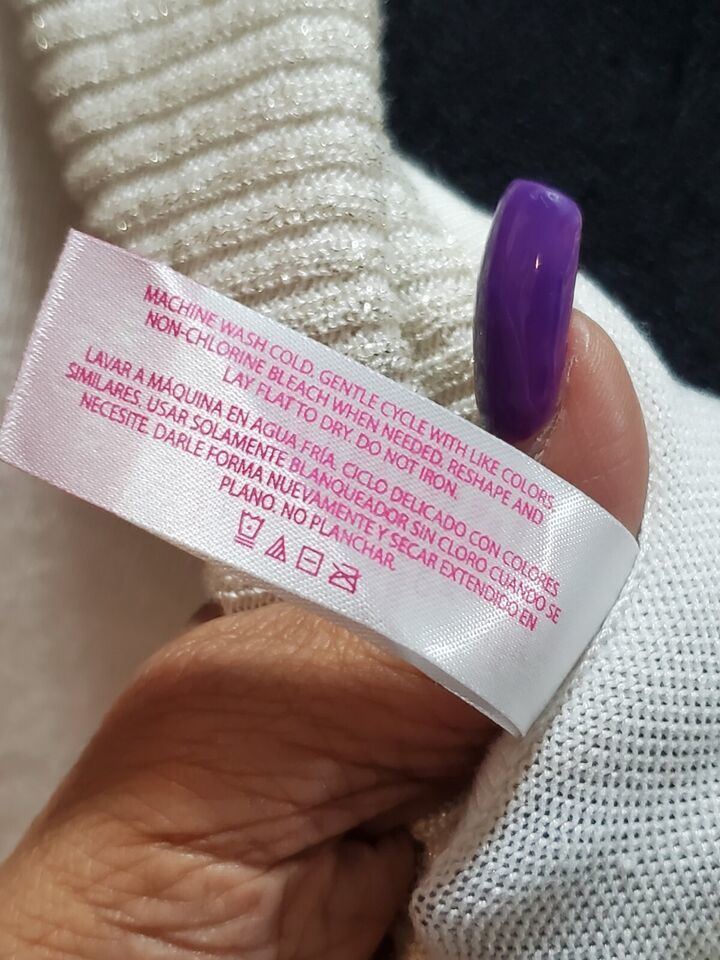 MACHINE WASH COLD, GENTLE CYCLE WITH LIKE COLORS
NON-CHLORINE BLEACH WHEN NEEDED, RESHAPE AND
LAY FLAT TO DRY. DO NOT IRON.
LAVAR A MÁQUINA EN AGUA FRÍA. CICLO DELICADO CON COLORES
SIMILARES. USAR SOLAMENTE BLANQUEADOR SIN CLORO CUANDO SE
NECESITE. DARLE FORMA NUEVAMENTE Y SECAR EXTENDIDO EN
PLANO. NO PLANCHAR.